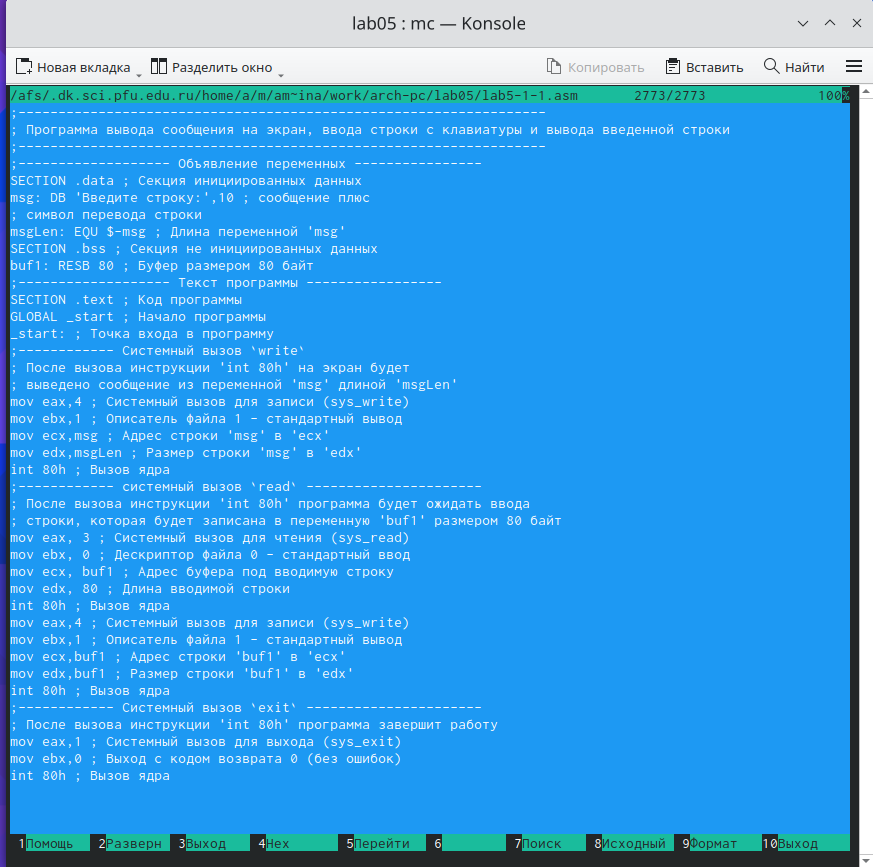 lab05 : mc — Konsole
Новая вкладка Разделить окно Копировать Вставить Найти
/afs/.dk.sci.pfu.edu.ru/home/a/m/am~ina/work/arch-pc/lab05/lab5-1-1.asm 2773/2773 100%
;------------------------------------------------------------------
; Программа вывода сообщения на экран, ввода строки с клавиатуры и вывода введенной строки
;------------------------------------------------------------------
;------------------- Объявление переменных ----------------
SECTION .data ; Секция инициированных данных
msg: DB 'Введите строку:',10 ; сообщение плюс
; символ перевода строки
msgLen: EQU $-msg ; Длина переменной 'msg'
SECTION .bss ; Секция не инициированных данных
buf1: RESB 80 ; Буфер размером 80 байт
;------------------- Текст программы -----------------
SECTION .text ; Код программы
GLOBAL _start ; Начало программы
_start: ; Точка входа в программу
;------------ Системный вызов `write`
; После вызова инструкции 'int 80h' на экран будет
; выведено сообщение из переменной 'msg' длиной 'msgLen'
mov eax,4 ; Системный вызов для записи (sys_write)
mov ebx,1 ; Описатель файла 1 - стандартный вывод
mov ecx,msg ; Адрес строки 'msg' в 'ecx'
mov edx,msgLen ; Размер строки 'msg' в 'edx'
int 80h ; Вызов ядра
;------------ системный вызов `read` ----------------------
; После вызова инструкции 'int 80h' программа будет ожидать ввода
; строки, которая будет записана в переменную 'buf1' размером 80 байт
mov eax, 3 ; Системный вызов для чтения (sys_read)
mov ebx, 0 ; Дескриптор файла 0 - стандартный ввод
mov ecx, buf1 ; Адрес буфера под вводимую строку
mov edx, 80 ; Длина вводимой строки
int 80h ; Вызов ядра
mov eax,4 ; Системный вызов для записи (sys_write)
mov ebx,1 ; Описатель файла 1 - стандартный вывод
mov ecx,buf1 ; Адрес строки 'buf1' в 'ecx'
mov edx,buf1 ; Размер строки 'buf1' в 'edx'
int 80h ; Вызов ядра
;------------ Системный вызов `exit` ----------------------
; После вызова инструкции 'int 80h' программа завершит работу
mov eax,1 ; Системный вызов для выхода (sys_exit)
mov ebx,0 ; Выход с кодом возврата 0 (без ошибок)
int 80h ; Вызов ядра
1Помощь 2Разверн 3Выход 4Hex 5Перейти 6 7Поиск 8Исходный 9Формат 10Выход